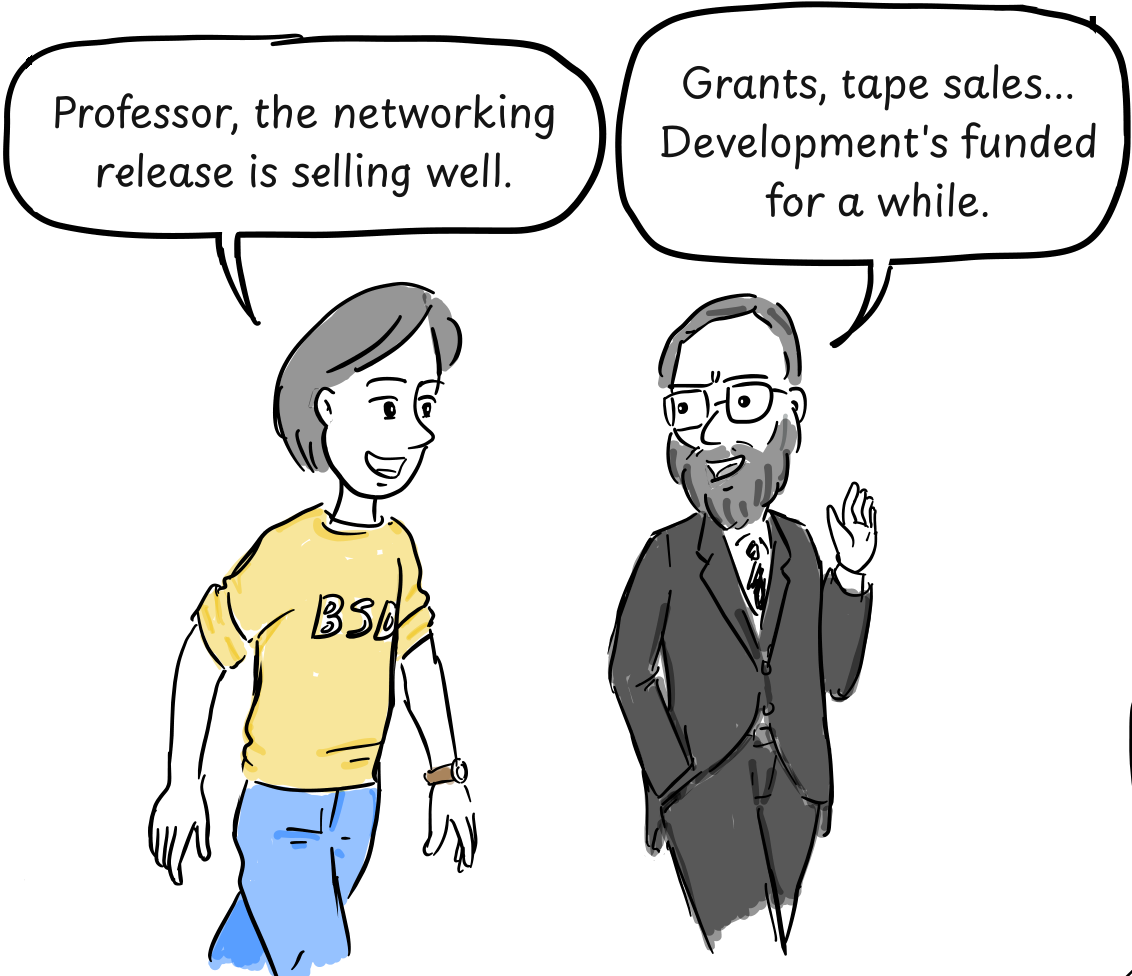 Professor, the networking
release is selling well.
Grants, tape sales...
Development's funded
for a while.
BSD